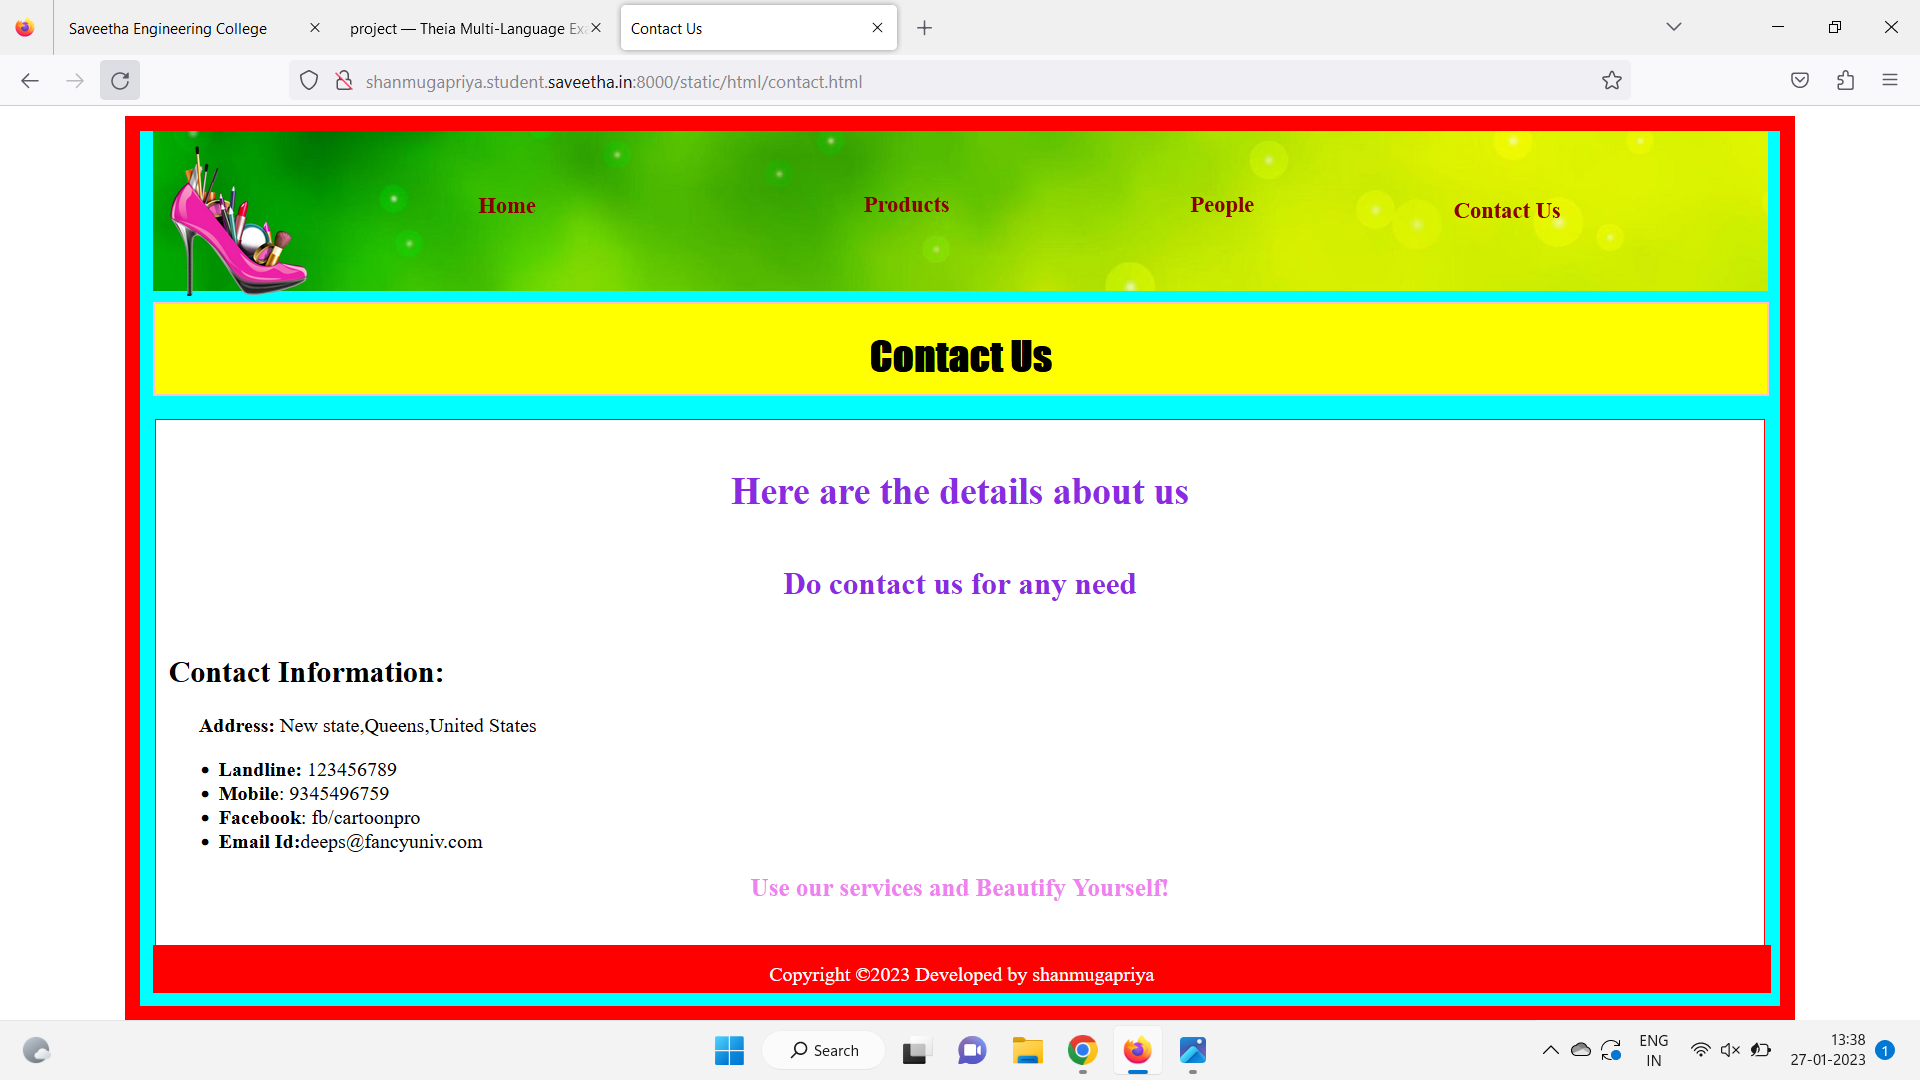 Saveetha Engineering College
project — Theia Multi-Language Exa
Contact Us
shanmugapriya.student.saveetha.in:8000/static/html/contact.html
Home
Products
People
Contact Us
Contact Us
Here are the details about us
Do contact us for any need
Contact Information:
Address: New state,Queens,United States
• Landline: 123456789
• Mobile: 9345496759
• Facebook: fb/cartoonpro
• Email Id:deeps@fancyuniv.com
Use our services and Beautify Yourself!
Copyright ©2023 Developed by shanmugapriya
Search
ENG
IN
13:38
27-01-2023
1